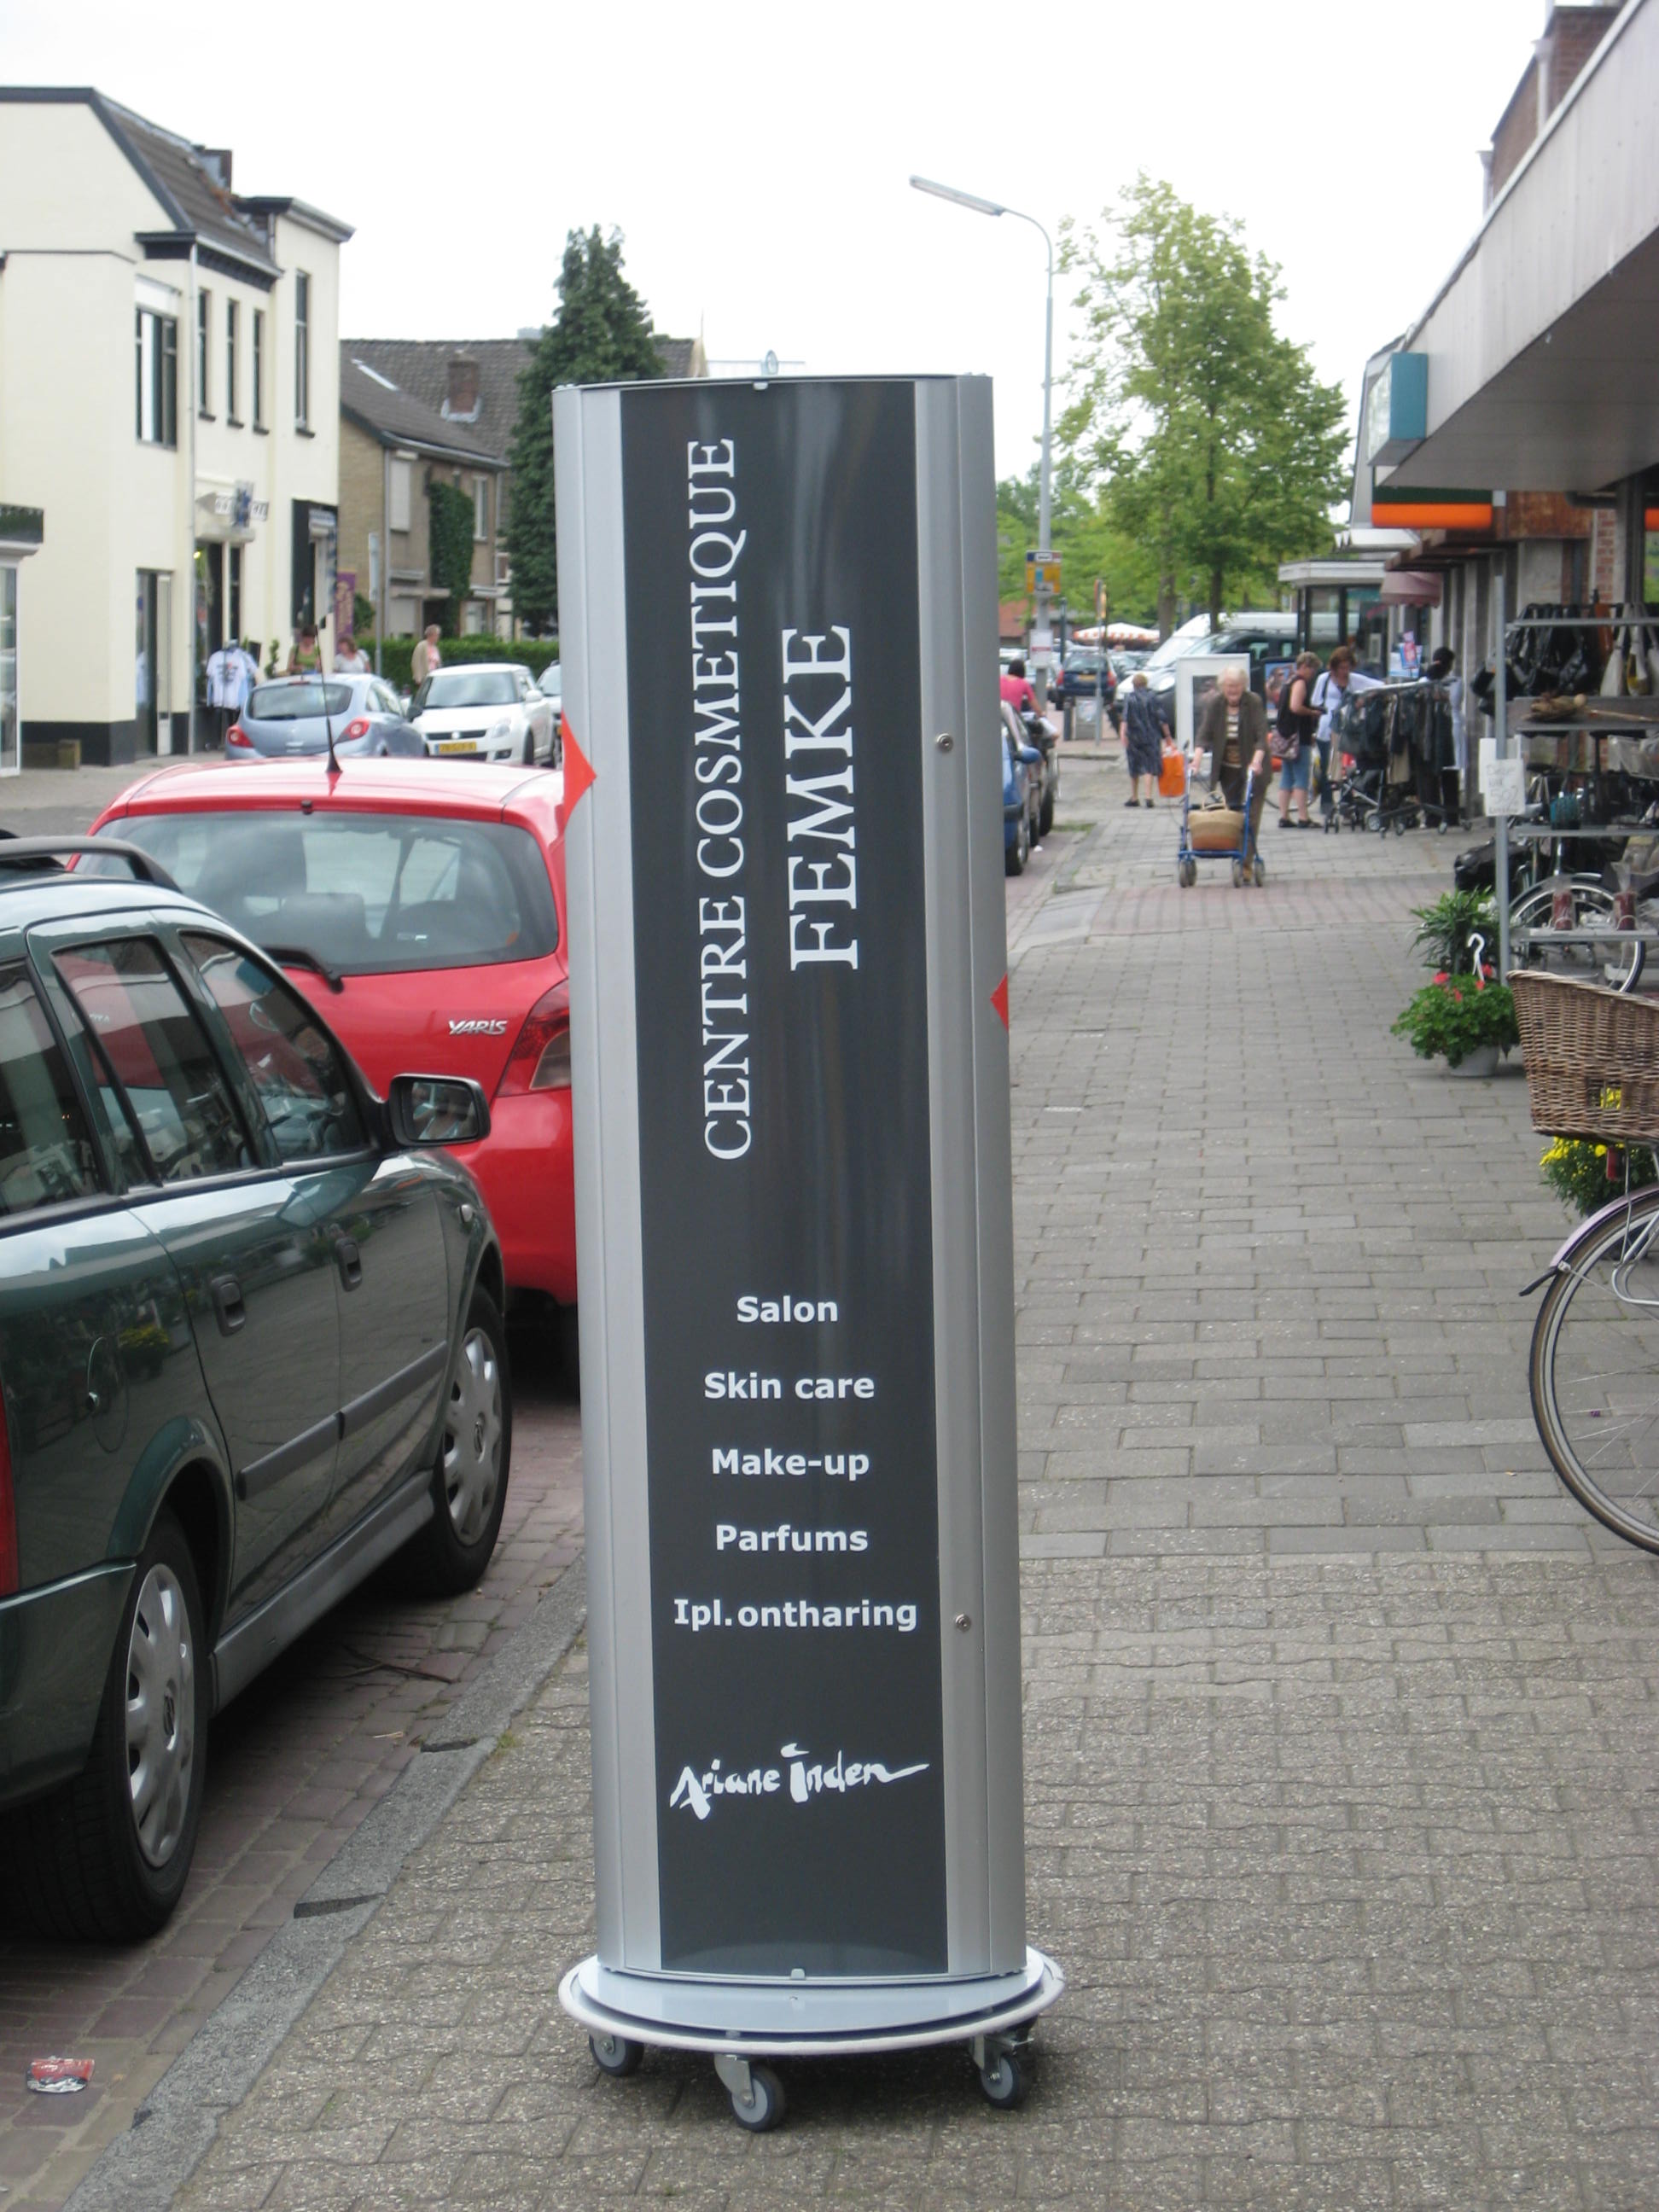 CENTRE COSMETIQUE
FEMKE
Salon
Skin care
Make-up
Parfums
Ipl.ontharing
Ariane Inden
YARIS